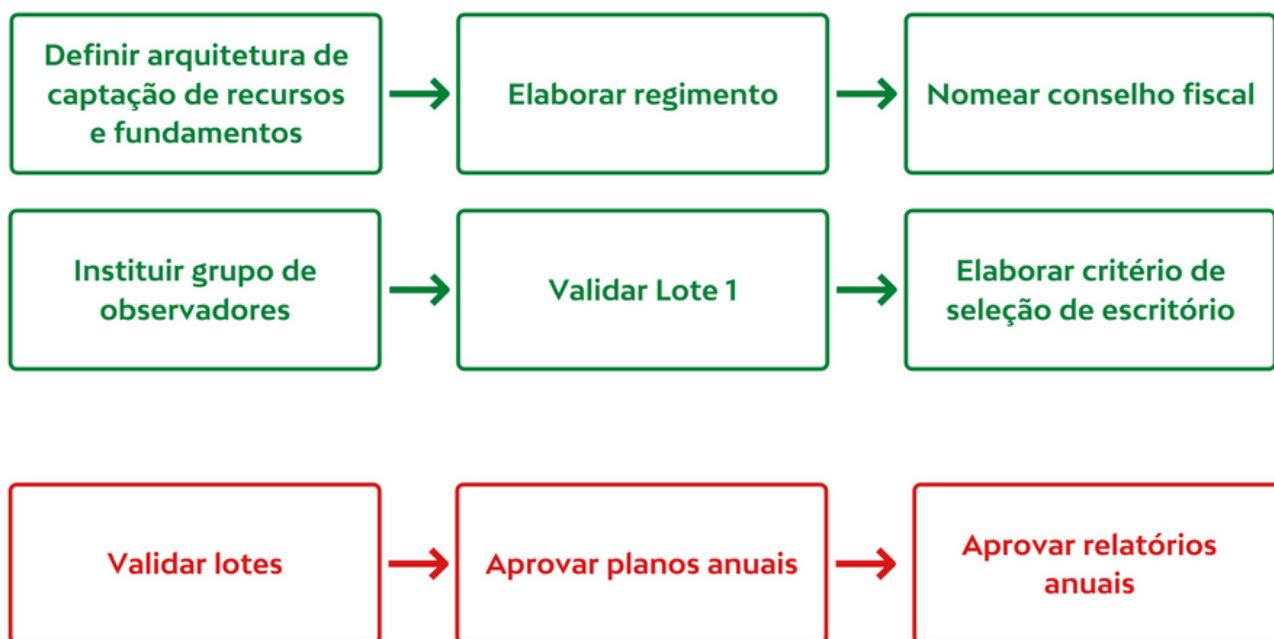 Definir arquitetura de
captação de recursos
e fundamentos
Elaborar regimento
Nomear conselho fiscal
Instituir grupo de
observadores
Validar Lote 1
Elaborar critério de
seleção de escritório
Validar lotes
Aprovar planos anuais
Aprovar relatórios
anuais